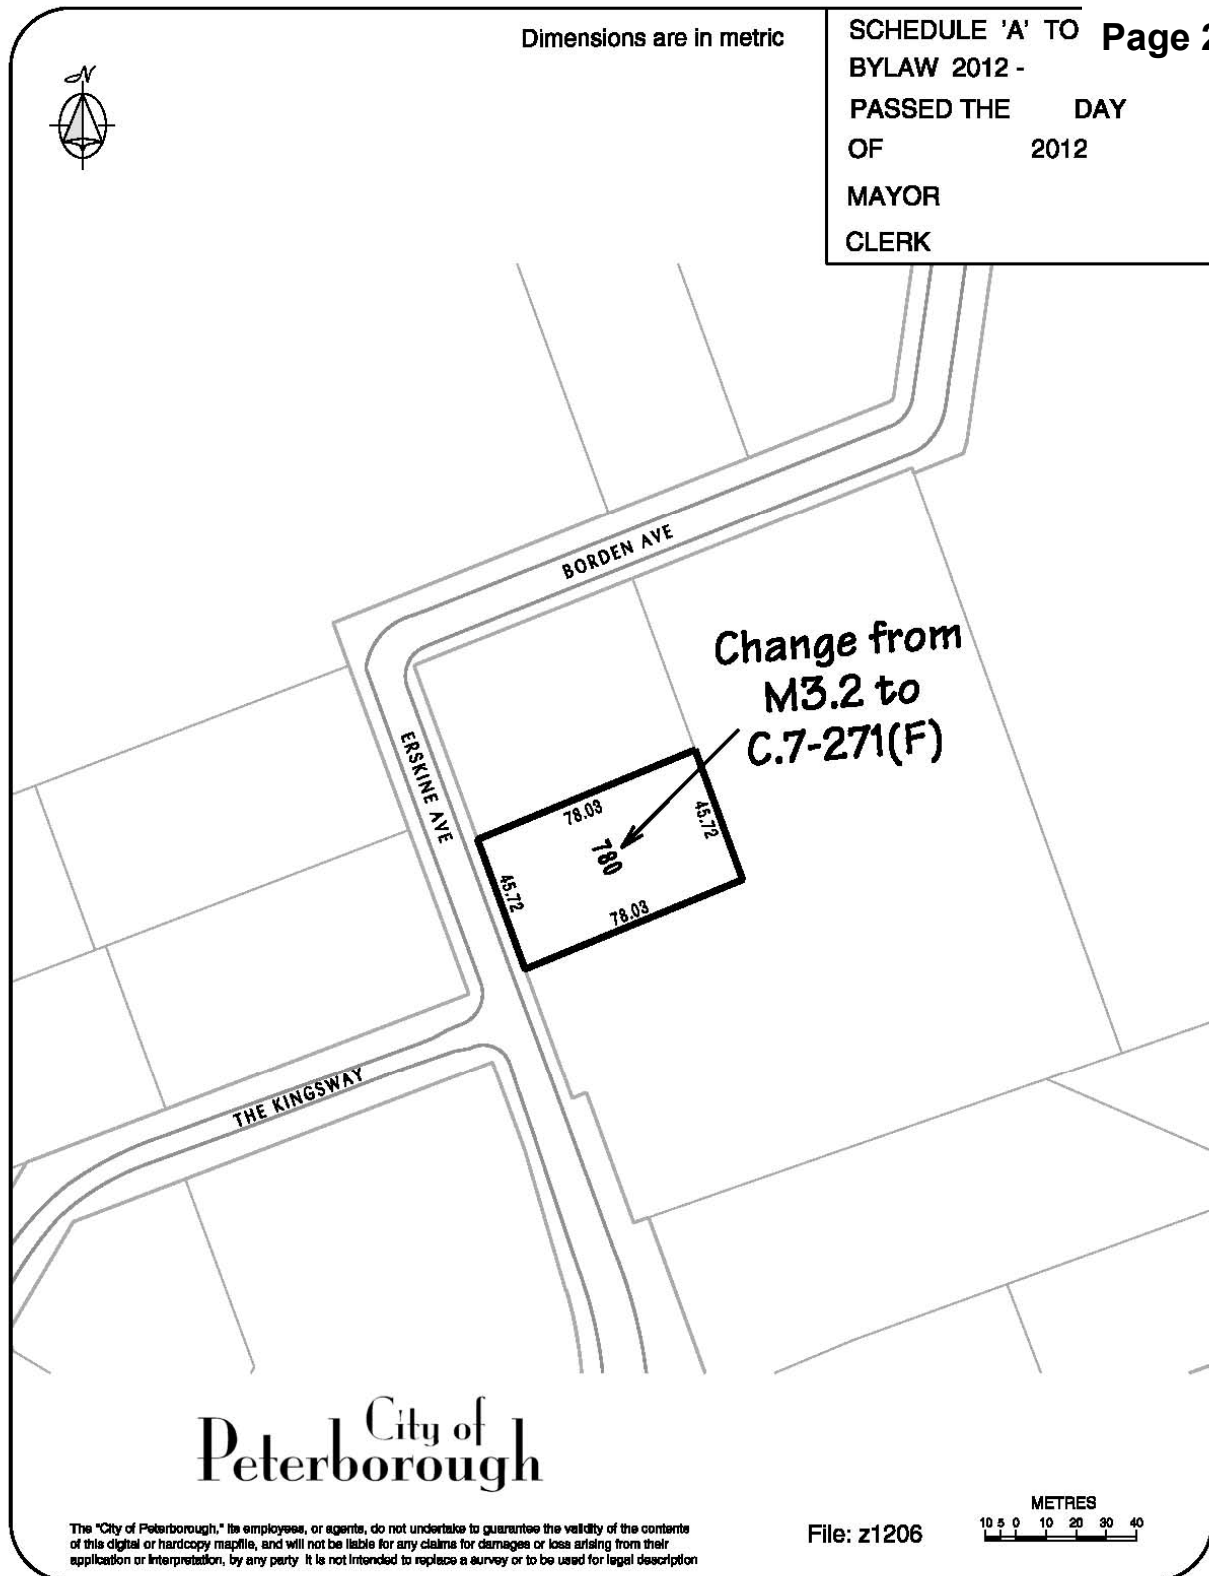 Dimensions are in metric
SCHEDULE 'A' TO
Page 2
BYLAW 2012 -
PASSED THE DAY
OF 2012
MAYOR
CLERK
N
BORDEN AVE
Change from
M3.2 to
C.7-271(F)
ERSKINE AVE
78.03
45.72
780
45.72
78.03
THE KINGSWAY
City of
Peterborough
The "City of Peterborough," its employees, or agents, do not undertake to guarantee the validity of the contents
of this digital or hardcopy mapfile, and will not be liable for any claims for damages or loss arising from their
application or interpretation, by any party It is not intended to replace a survey or to be used for legal description
File: z1206
METRES
10 5 0 10 20 30 40